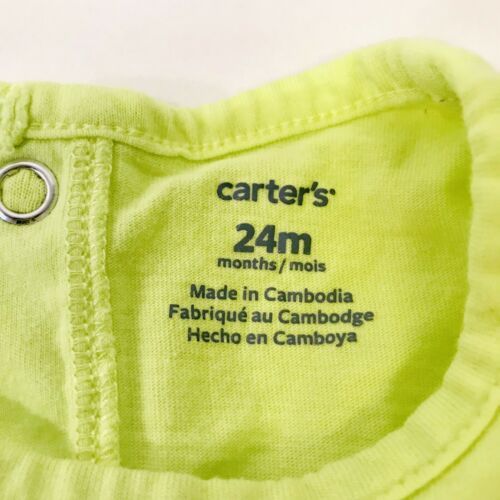 carter's
24m
months / mois
Made in Cambodia
Fabriqué au Cambodge
Hecho en Camboya